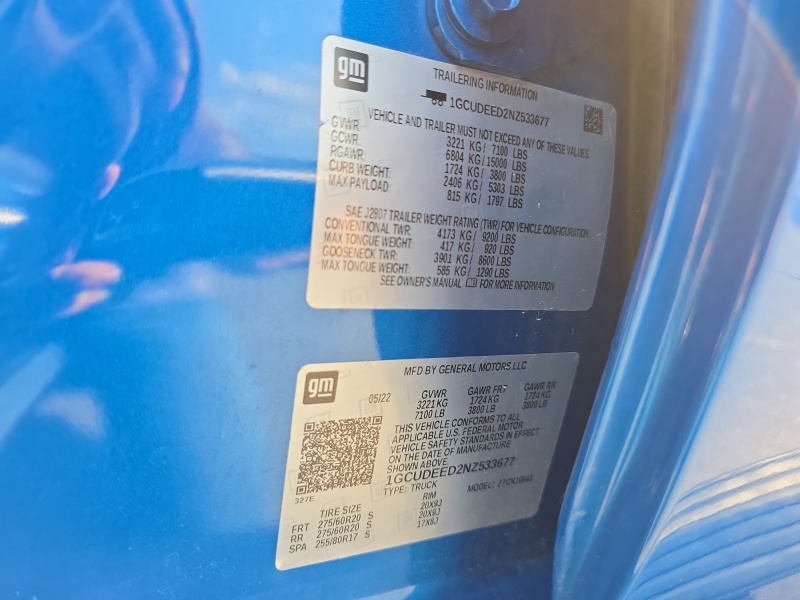 gm
TRAILERING INFORMATION
1GCUDEED2NZ533677
VEHICLE AND TRAILER MUST NOT EXCEED ANY OF THESE VALUES.
GVWR: 3221 KG/ 7100 LBS
GCWR: 6804 KG/ 15000 LBS
RGAWR: 1724 KG/ 3800 LBS
CURB WEIGHT: 2406 KG/ 5303 LBS
MAX PAYLOAD: 815 KG/ 1797 LBS
SAE J2807 TRAILER WEIGHT RATING (TWR) FOR VEHICLE CONFIGURATION.
CONVENTIONAL TWR: 4173 KG/ 9200 LBS
MAX TONGUE WEIGHT: 417 KG/ 920 LBS
GOOSENECK TWR: 3901 KG/ 8600 LBS
MAX TONGUE WEIGHT: 585 KG/ 1290 LBS
SEE OWNER'S MANUAL FOR MORE INFORMATION
gm
MFD BY GENERAL MOTORS LLC
05/22
GVWR GAWR FRT GAWR RR
3221 KG 1724 KG 1724 KG
7100 LB 3800 LB 3800 LB
THIS VEHICLE CONFORMS TO ALL
APPLICABLE U.S. FEDERAL MOTOR
VEHICLE SAFETY STANDARDS IN EFFECT
ON THE DATE OF MANUFACTURE
SHOWN ABOVE.
1GCUDEED2NZ533677
TYPE: TRUCK MODEL: 27CK10543
327E
TIRE SIZE RIM
FRT 275/60R20 S 20X9J
RR 275/60R20 S 20X9J
SPA 255/80R17 S 17X8J